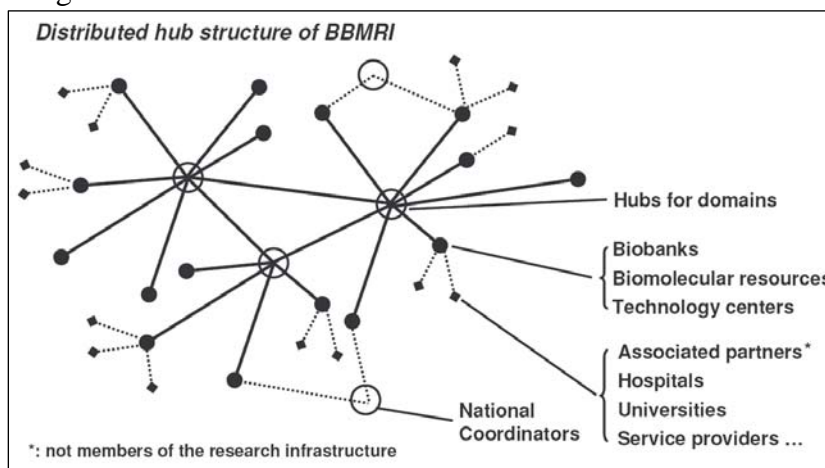 Distributed hub structure of BBMRI
Hubs for domains
Biobanks
Biomolecular resources
Technology centers
Associated partners*
Hospitals
Universities
Service providers ...
National
Coordinators
*: not members of the research infrastructure